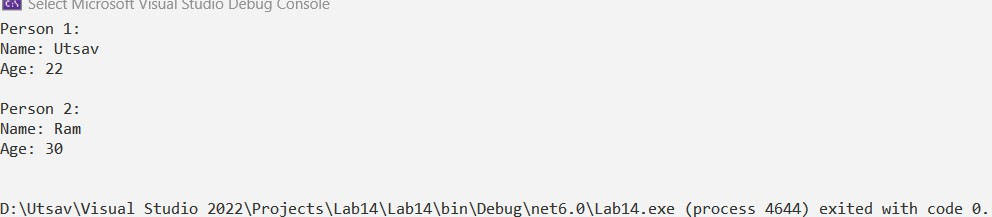 Select Microsoft Visual Studio Debug Console
Person 1:
Name: Utsav
Age: 22
Person 2:
Name: Ram
Age: 30
D:\Utsav\Visual Studio 2022\Projects\Lab14\Lab14\bin\Debug\net6.0\Lab14.exe (process 4644) exited with code 0.